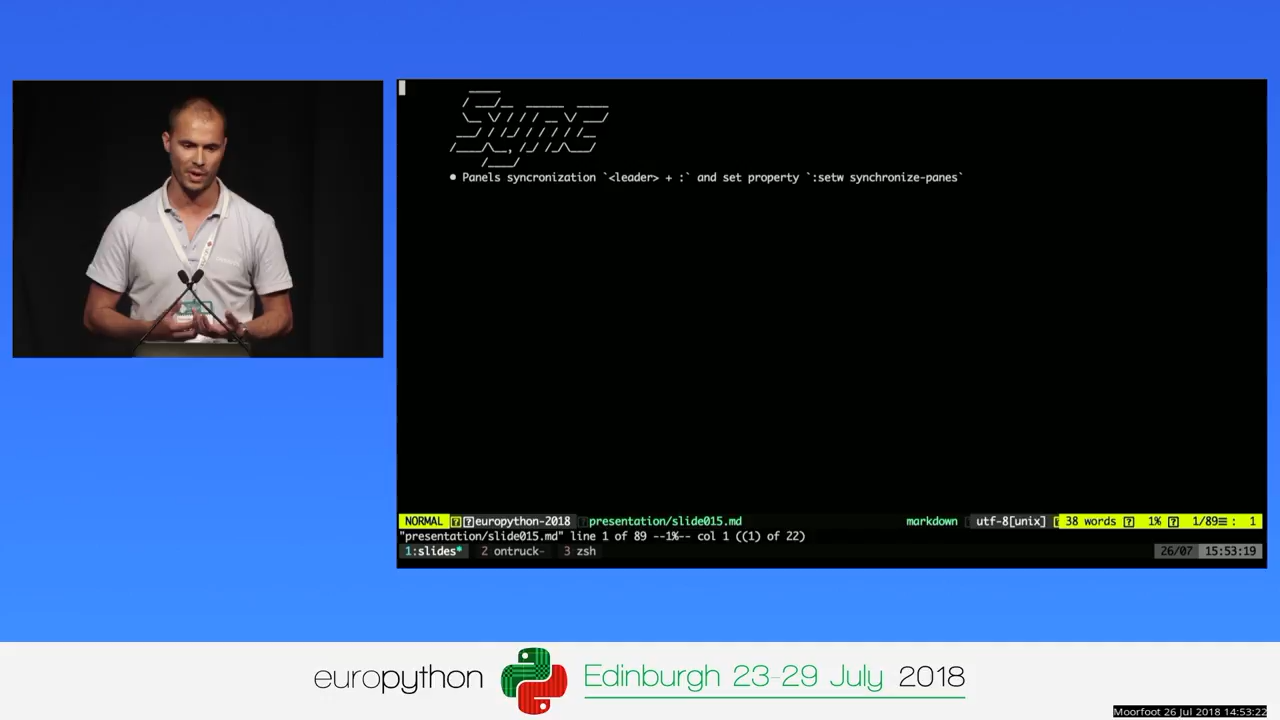 Sync
● Panels syncronization `<leader> + :` and set property `:setw synchronize-panes`
NORMAL europython-2018 presentation/slide015.md markdown utf-8[unix] 38 words 1% 1/89≡ : 1
"presentation/slide015.md" line 1 of 89 --1%-- col 1 ((1) of 22)
1:slides* 2 ontruck- 3 zsh 26/07 15:53:19
europython Edinburgh 23-29 July 2018
Moorfoot 26 Jul 2018 14:53:22